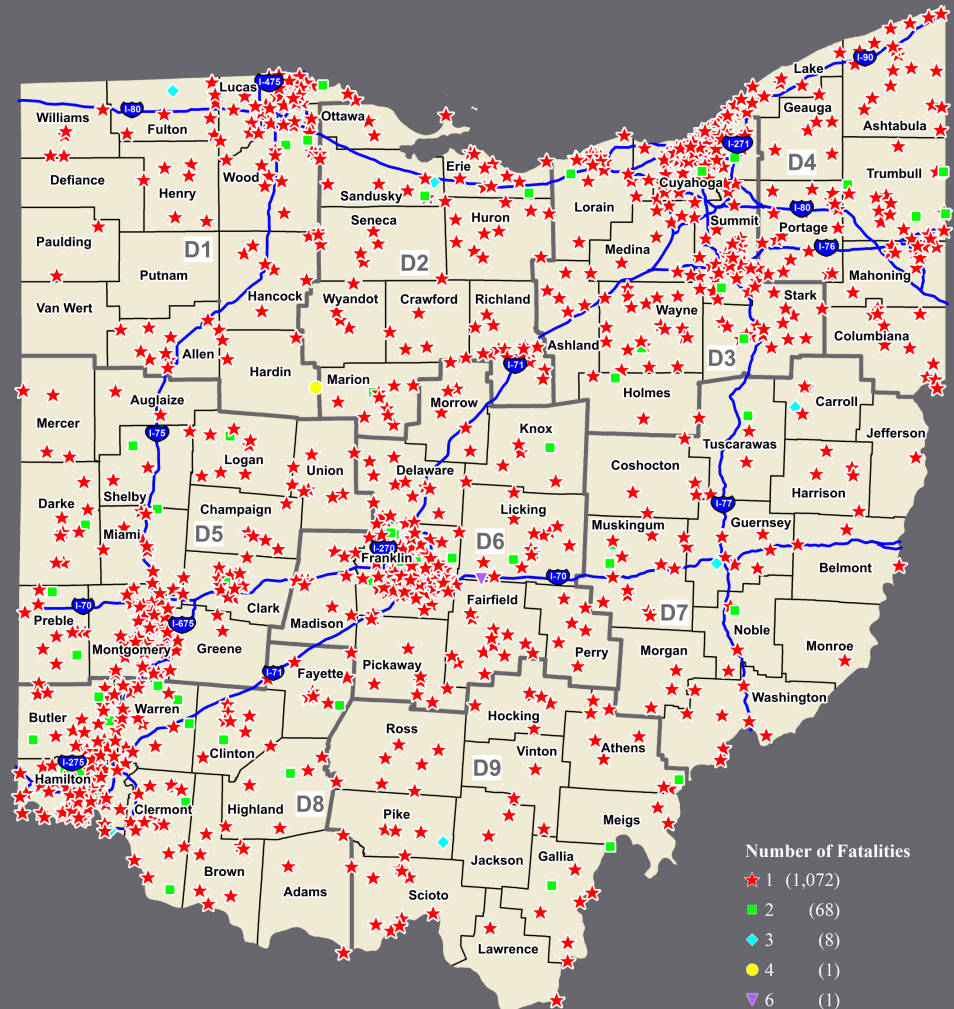 I-90
Lake
I-475
Lucas
Geauga
I-80
Williams
Fulton
Ottawa
Ashtabula
I-271
D4
Erie
Trumbull
Defiance
Wood
Henry
Sandusky
Cuyahoga
Lorain
I-80
Seneca
Huron
Summit
Portage
Paulding
D1
I-76
Medina
D2
Putnam
Mahoning
Hancock
Wyandot
Crawford
Richland
Stark
Van Wert
Wayne
Columbiana
Ashland
Allen
D3
I-71
Hardin
Marion
Holmes
Auglaize
Morrow
Carroll
Mercer
Knox
I-75
Jefferson
Tuscarawas
Logan
Union
Delaware
Coshocton
Harrison
Shelby
Darke
I-77
Champaign
Licking
Muskingum
Guernsey
Miami
D5
D6
I-270
Franklin
Belmont
I-70
I-70
Fairfield
Clark
D7
Preble
I-675
Madison
Noble
Montgomery
Greene
Perry
Morgan
Monroe
Pickaway
I-71
Fayette
Washington
Warren
Butler
Hocking
Ross
Athens
Clinton
Vinton
I-275
D9
Hamilton
D8
Clermont
Highland
Pike
Meigs
Number of Fatalities
Gallia
Jackson
Brown
1 (1,072)
Adams
Scioto
2 (68)
3 (8)
Lawrence
4 (1)
6 (1)